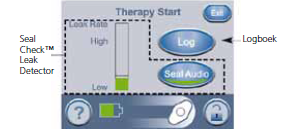 Therapy Start
Exit
Leak Rate
High
Log
Logboek
Seal
Check™
Leak
Detector
Seal Audio
Low
?